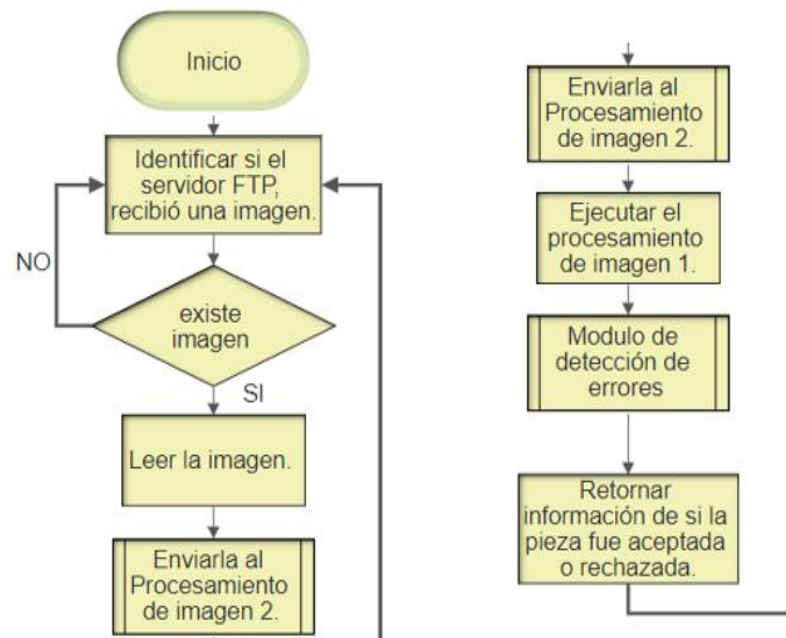 Inicio
Identificar si el
servidor FTP,
recibió una imagen.
NO
existe
imagen
SI
Leer la imagen.
Enviarla al
Procesamiento
de imagen 2.
Enviarla al
Procesamiento
de imagen 2.
Ejecutar el
procesamiento
de imagen 1.
Modulo de
detección de
errores
Retornar
información de si la
pieza fue aceptada
o rechazada.